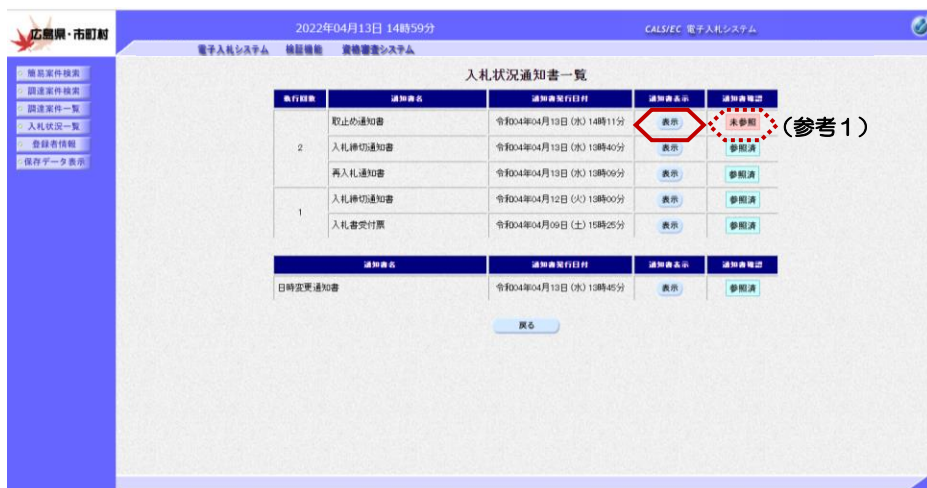 広島県・市町村
2022年04月13日 14時59分
CALS/EC 電子入札システム
電子入札システム 検証機能 資格審査システム
簡易案件検索
調達案件検索
調達案件一覧
入札状況一覧
登録者情報
保存データ表示
入札状況通知書一覧
執行回数 通知書名 通知書発行日付 通知書表示 通知書確認
取止め通知書 令和04年04月13日 (水) 14時11分 表示 未参照 (参考1)
2 入札締切通知書 令和04年04月13日 (水) 13時40分 表示 参照済
再入札通知書 令和04年04月13日 (水) 13時09分 表示 参照済
1 入札締切通知書 令和04年04月12日 (火) 13時00分 表示 参照済
入札書受付票 令和04年04月09日 (土) 15時25分 表示 参照済
通知書名 通知書発行日付 通知書表示 通知書確認
日時変更通知書 令和04年04月13日 (水) 13時45分 表示 参照済
戻る